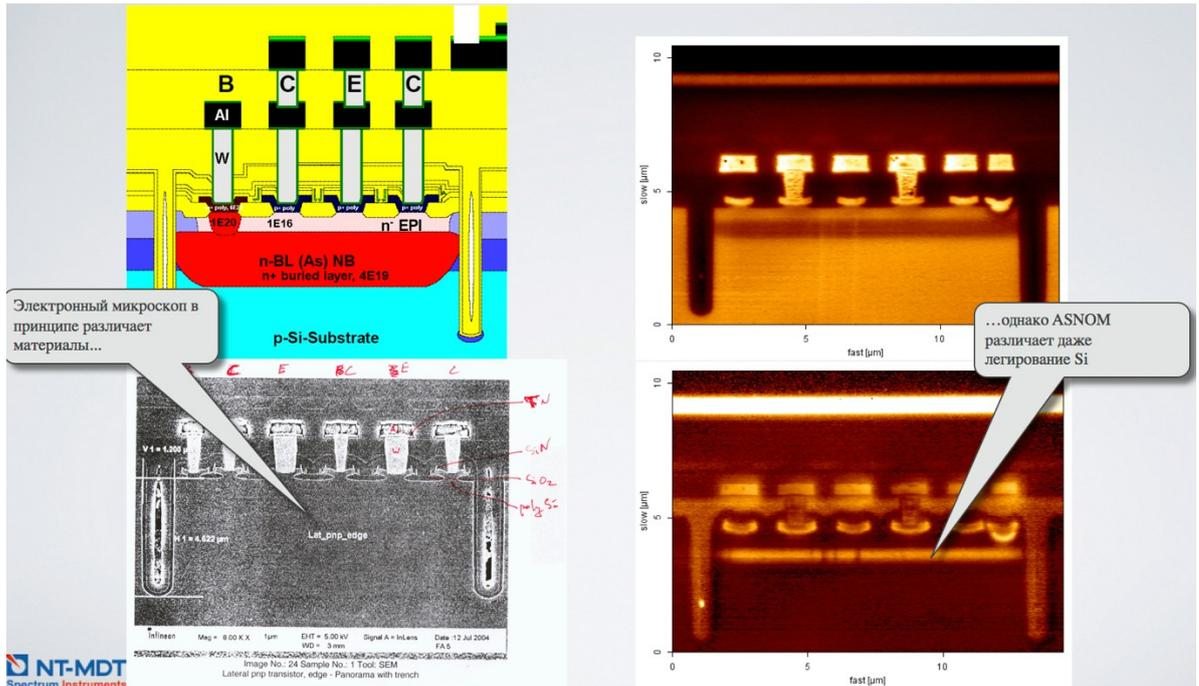 B
C
E
C
Al
W
p+ poly
p+ poly
p+ poly
1E20
1E16
n⁻ EPI
n-BL (As) NB
n+ buried layer, 4E19
p-Si-Substrate
Электронный микроскоп в
принципе различает
материалы...
C
E
BC
E
C
N
SiN
SiO₂
poly Si
W
V 1 = 1.200 µm
H 1 = 4.622 µm
Lat_pnp_edge
Infineon
Mag = 8.00 K X
1µm
EHT = 5.00 kV
WD = 3 mm
Signal A = InLens
Date :12 Jul 2004
FA 5
Image No.: 24 Sample No.: 1 Tool: SEM
Lateral pnp transistor, edge - Panorama with trench
NT-MDT
Spectrum Instruments
10
5
0
slow [µm]
0
5
10
fast [µm]
…однако ASNOM
различает даже
легирование Si
10
5
0
slow [µm]
0
5
10
fast [µm]